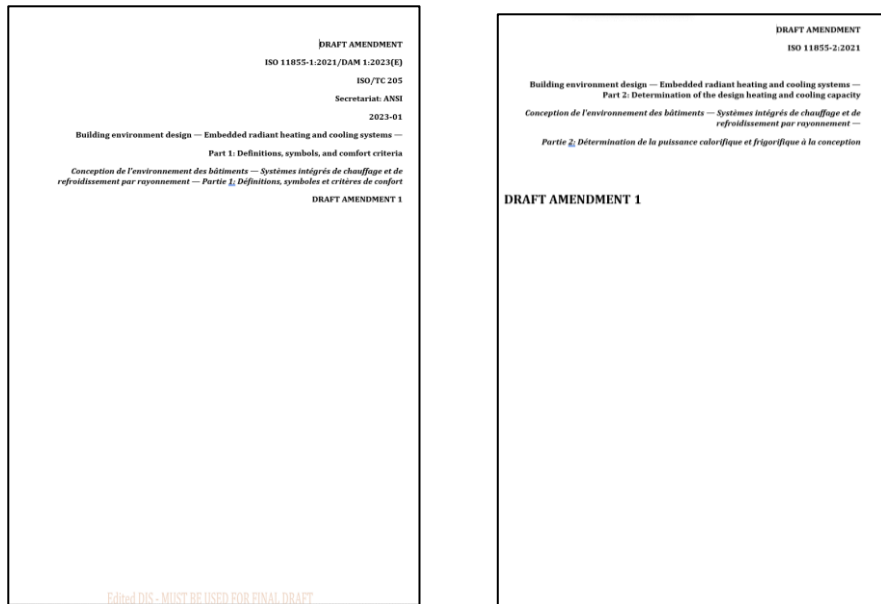 DRAFT AMENDMENT
ISO 11855-1:2021/DAM 1:2023(E)
ISO/TC 205
Secretariat: ANSI
2023-01
Building environment design — Embedded radiant heating and cooling systems —
Part 1: Definitions, symbols, and comfort criteria
Conception de l'environnement des bâtiments — Systèmes intégrés de chauffage et de
refroidissement par rayonnement — Partie 1: Définitions, symboles et critères de confort
DRAFT AMENDMENT 1
Edited DIS - MUST BE USED FOR FINAL DRAFT
DRAFT AMENDMENT
ISO 11855-2:2021
Building environment design — Embedded radiant heating and cooling systems —
Part 2: Determination of the design heating and cooling capacity
Conception de l'environnement des bâtiments — Systèmes intégrés de chauffage et de
refroidissement par rayonnement —
Partie 2: Détermination de la puissance calorifique et frigorifique à la conception
DRAFT AMENDMENT 1